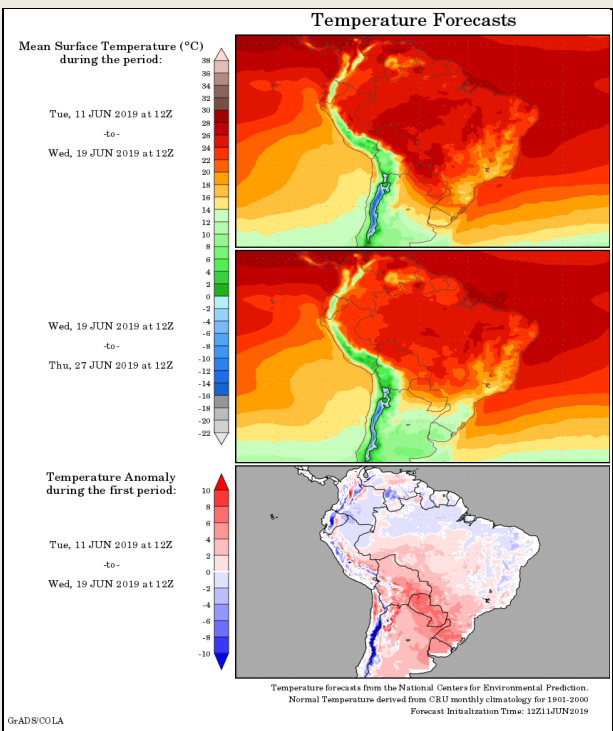 Temperature Forecasts
Mean Surface Temperature (°C)
during the period:
Tue, 11 JUN 2019 at 12Z
-to-
Wed, 19 JUN 2019 at 12Z
38
36
34
32
30
28
26
24
22
20
18
16
14
12
10
8
6
4
2
0
-2
-4
-6
-8
-10
-12
-14
-16
-18
-20
-22
Wed, 19 JUN 2019 at 12Z
-to-
Thu, 27 JUN 2019 at 12Z
Temperature Anomaly
during the first period:
Tue, 11 JUN 2019 at 12Z
-to-
Wed, 19 JUN 2019 at 12Z
10
8
6
4
2
0
-2
-4
-6
-8
-10
Temperature forecasts from the National Centers for Environmental Prediction.
Normal Temperature derived from CRU monthly climatology for 1901-2000
Forecast Initialization Time: 12Z11JUN2019
GrADS/COLA